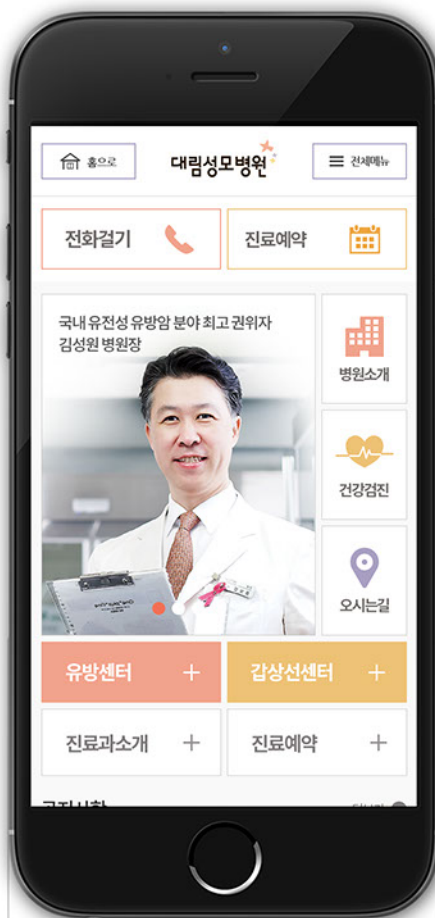 홈으로
대림성모병원
전체메뉴
전화걸기
진료예약
국내 유전성 유방암 분야 최고 권위자
김성원 병원장
병원소개
건강검진
오시는길
유방센터 +
갑상선센터 +
진료과소개 +
진료예약 +